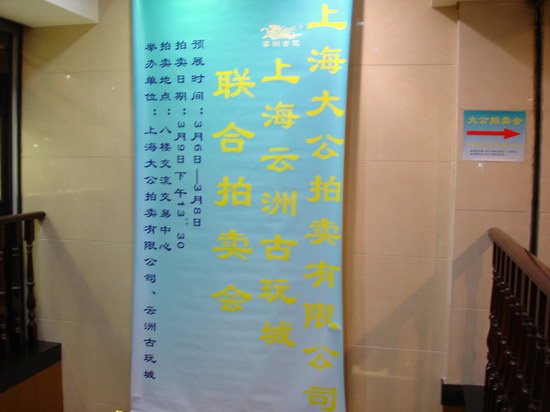 上海大公拍卖有限公司
上海云洲古玩城
联合拍卖会
预展时间：3月6日—3月8日
拍卖日期：3月9日下午13：30
拍卖地点：八楼交流交易中心
举办单位：上海大公拍卖有限公司、云洲古玩城
大公拍卖会